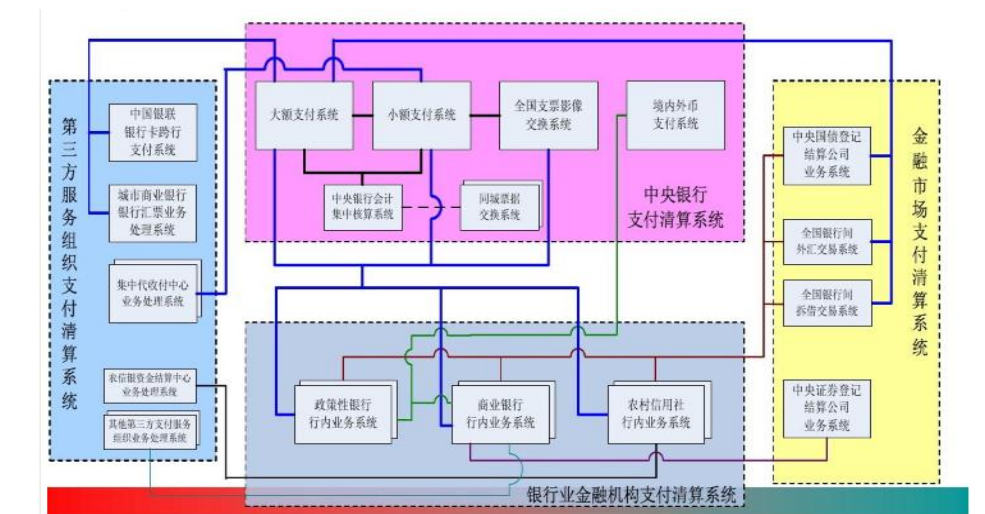 第三方服务组织支付清算系统
中国银联
银行卡跨行
支付系统
城市商业银行
银行汇票业务
处理系统
集中代收付中心
业务处理系统
农信银资金结算中心
业务处理系统
其他第三方支付服务
组织业务处理系统
大额支付系统
小额支付系统
全国支票影像
交换系统
境内外币
支付系统
中央银行会计
集中核算系统
同城票据
交换系统
中央银行
支付清算系统
政策性银行
行内业务系统
商业银行
行内业务系统
农村信用社
行内业务系统
银行业金融机构支付清算系统
中央国债登记
结算公司
业务系统
全国银行间
外汇交易系统
全国银行间
拆借交易系统
中央证券登记
结算公司
业务系统
金融市场支付清算系统